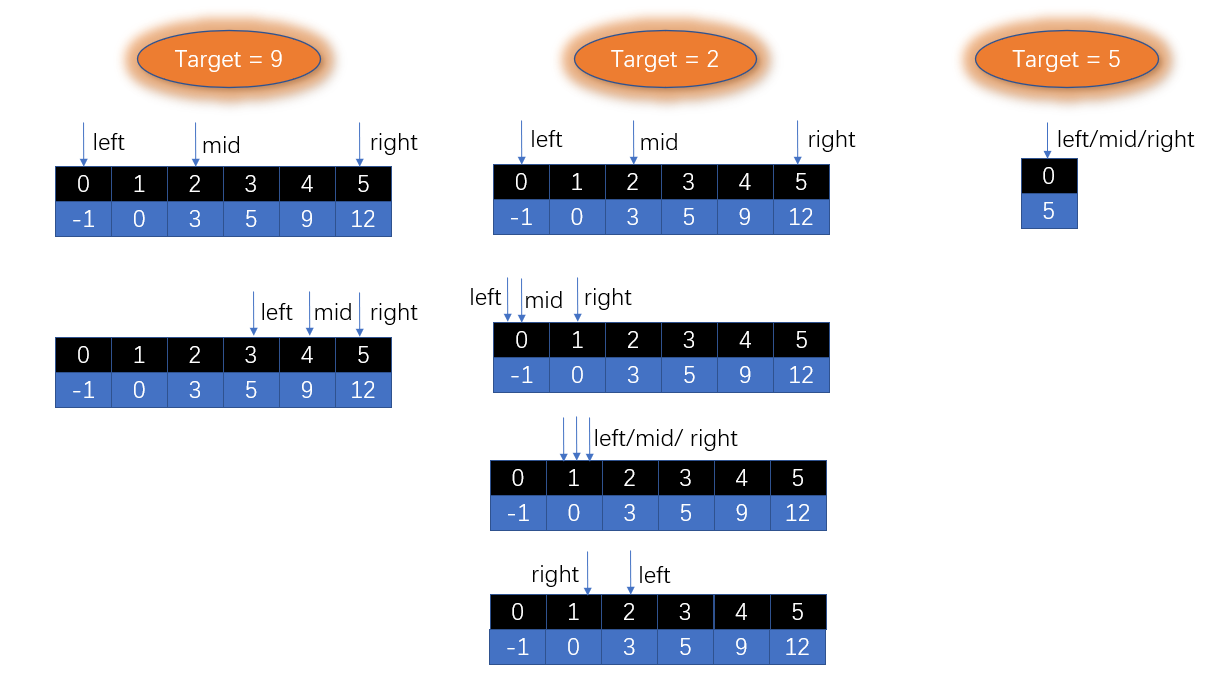 Target = 9
left
mid
right
0 1 2 3 4 5
-1 0 3 5 9 12
left mid right
0 1 2 3 4 5
-1 0 3 5 9 12
Target = 2
left
mid
right
0 1 2 3 4 5
-1 0 3 5 9 12
left mid right
0 1 2 3 4 5
-1 0 3 5 9 12
left/mid/ right
0 1 2 3 4 5
-1 0 3 5 9 12
right left
0 1 2 3 4 5
-1 0 3 5 9 12
Target = 5
left/mid/right
0
5